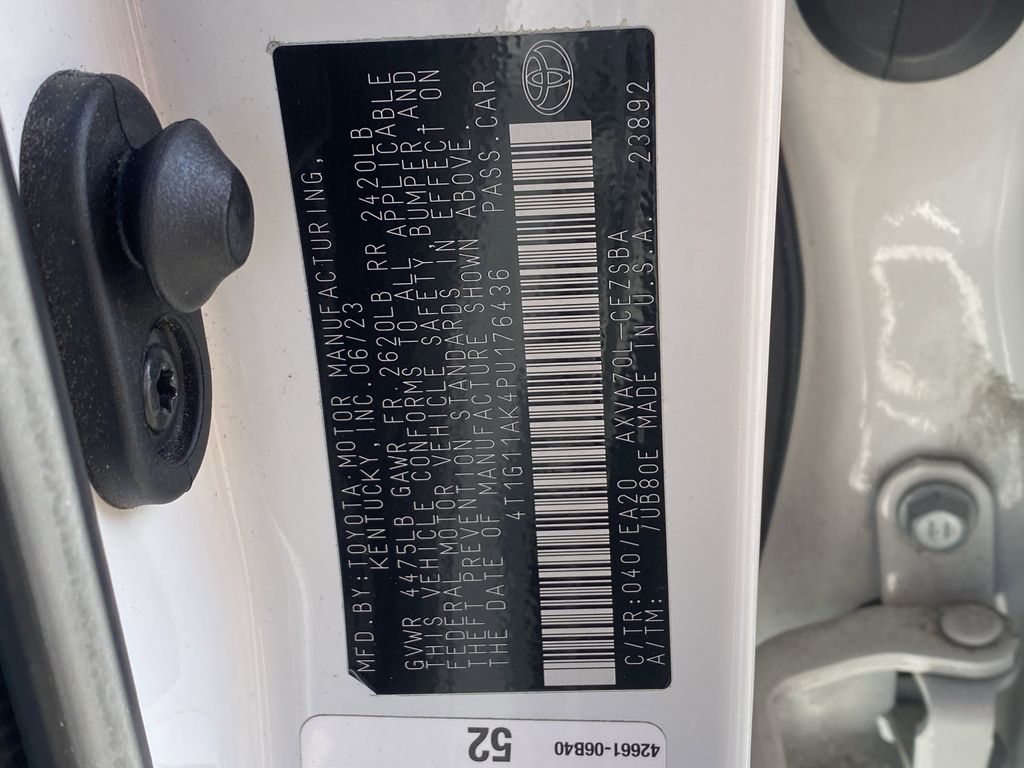 MFD.BY:TOYOTA MOTOR MANUFACTURING,
KENTUCKY, INC.06/23
GVWR 4475LB GAWR FR 2620LB RR 2420LB
THIS VEHICLE CONFORMS TO ALL APPLICABLE
FEDERAL MOTOR VEHICLE SAFETY, BUMPER, AND
THEFT PREVENTION STANDARDS IN EFFECT ON
THE DATE OF MANUFACTURE SHOWN ABOVE.
4T1G11AK4PU176436 PASS.CAR
C/TR:040/EA20 AXVA70L-CEZSBA
A/TM: /UB80E MADE IN U.S.A. 23892
52
42661-06B40